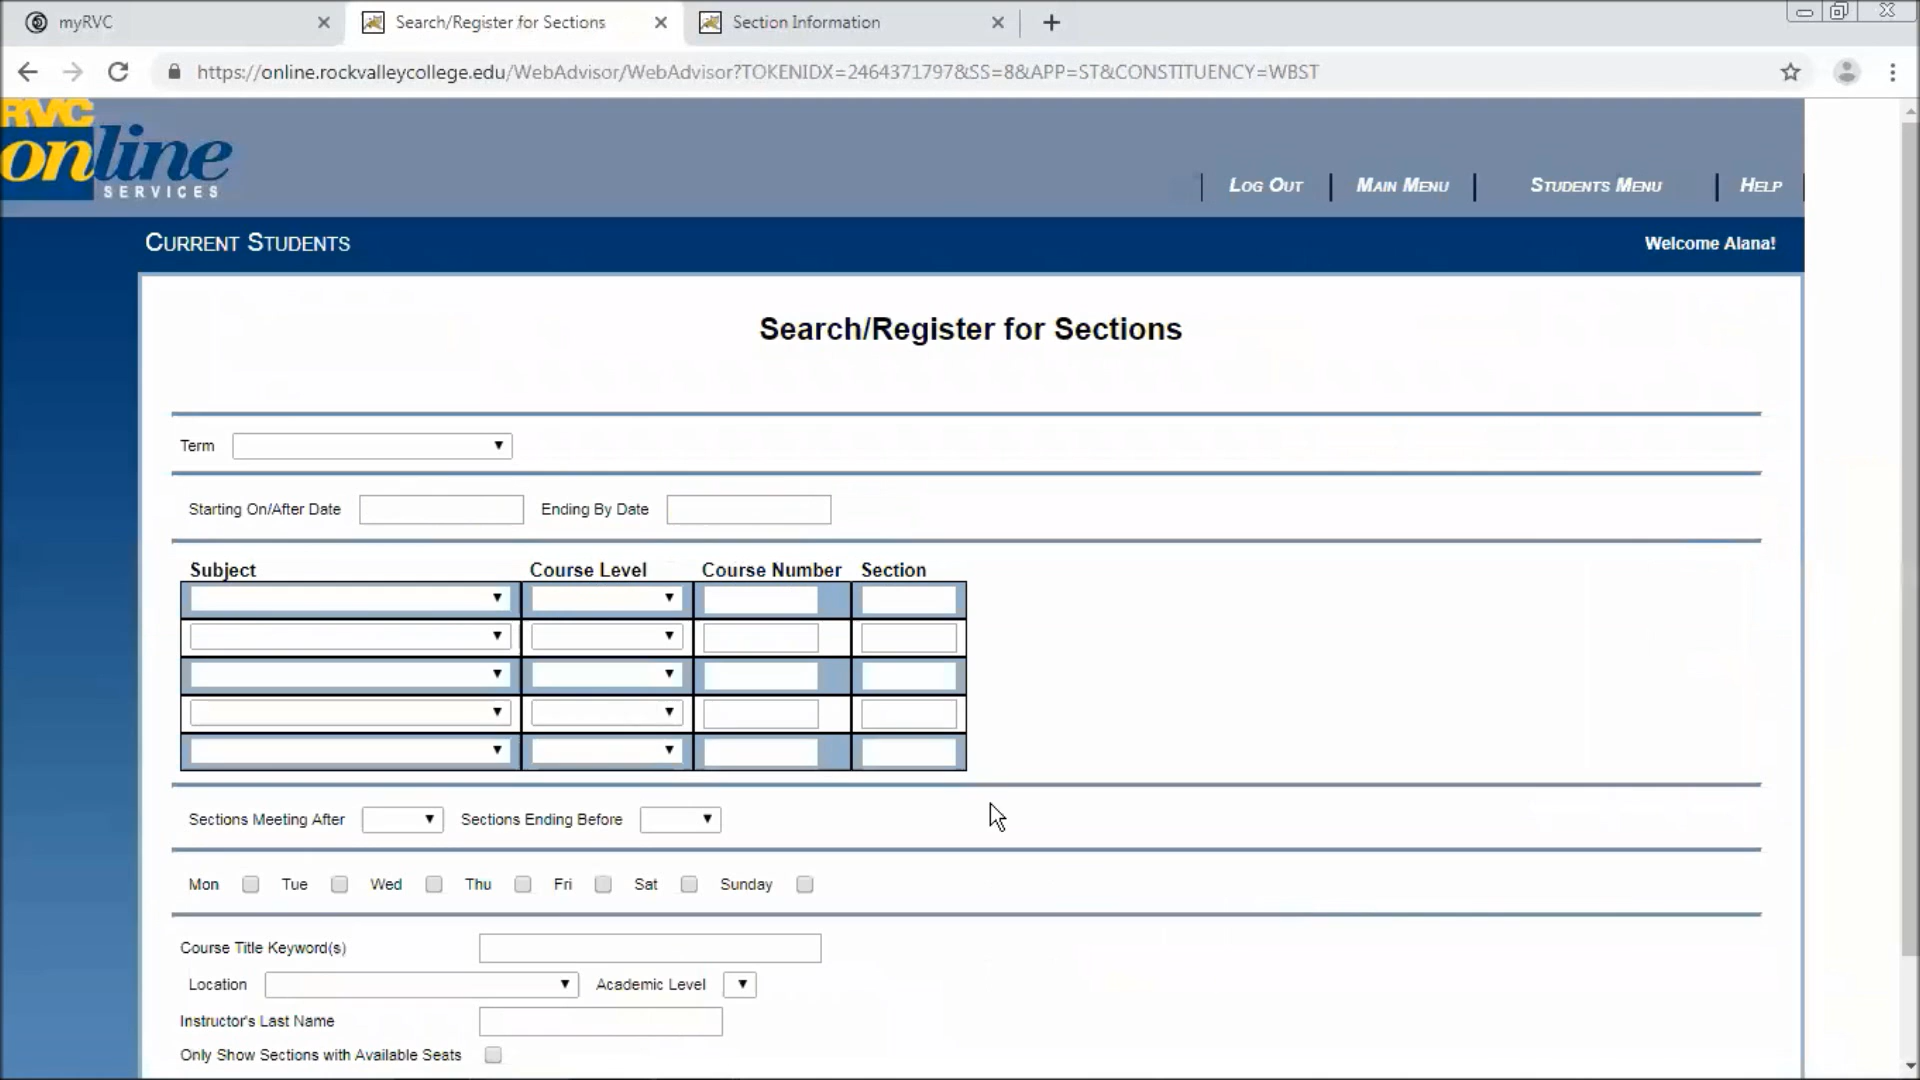 myRVC
Search/Register for Sections
Section Information
https://online.rockvalleycollege.edu/WebAdvisor/WebAdvisor?TOKENIDX=2464371797&SS=8&APP=ST&CONSTITUENCY=WBST
RVC
online
SERVICES
LOG OUT
MAIN MENU
STUDENTS MENU
HELP
CURRENT STUDENTS
Welcome Alana!
Search/Register for Sections
Term
Starting On/After Date Ending By Date
Subject Course Level Course Number Section
Sections Meeting After Sections Ending Before
Mon Tue Wed Thu Fri Sat Sunday
Course Title Keyword(s)
Location Academic Level
Instructor's Last Name
Only Show Sections with Available Seats